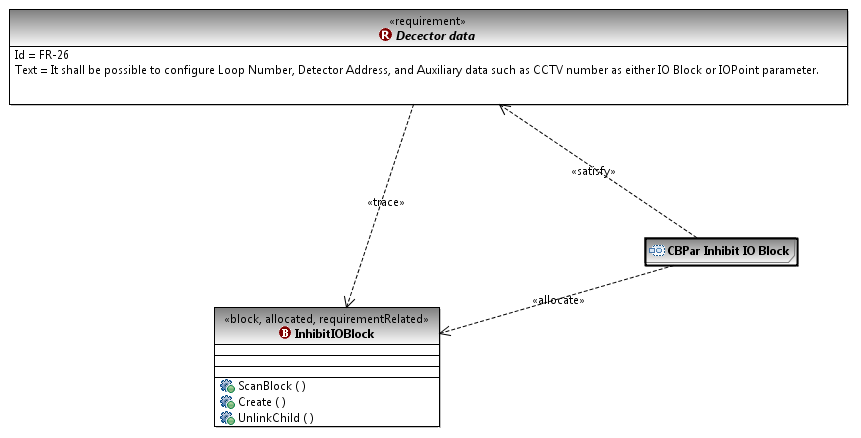 «requirement»
R Decector data
Id = FR-26
Text = It shall be possible to configure Loop Number, Detector Address, and Auxiliary data such as CCTV number as either IO Block or IOPoint parameter.
«satisfy»
«trace»
CBPar Inhibit IO Block
«allocate»
«block, allocated, requirementRelated»
B InhibitIOBlock
ScanBlock ( )
Create ( )
UnlinkChild ( )